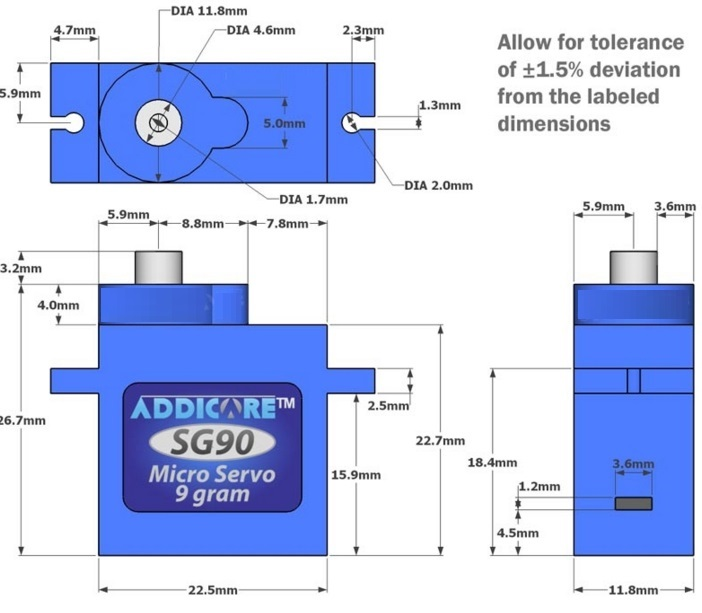 DIA 11.8mm
4.7mm
DIA 4.6mm
2.3mm
Allow for tolerance
of ±1.5% deviation
from the labeled
dimensions
5.9mm
1.3mm
5.0mm
DIA 2.0mm
DIA 1.7mm
5.9mm
8.8mm
7.8mm
5.9mm
3.6mm
3.2mm
4.0mm
2.5mm
26.7mm
ADDICORE™
SG90
Micro Servo
9 gram
22.7mm
15.9mm
18.4mm
3.6mm
1.2mm
4.5mm
22.5mm
11.8mm